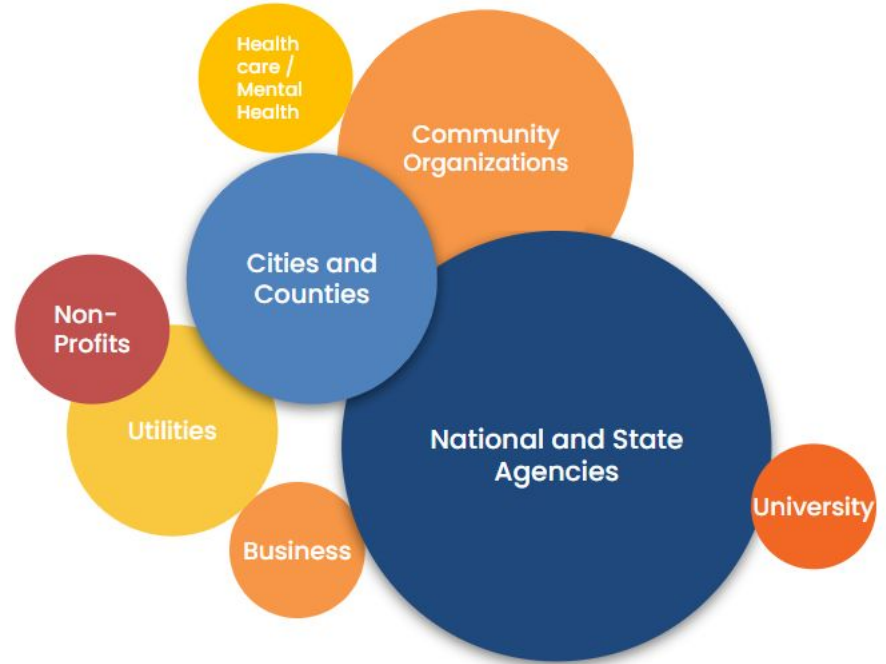 Health
care /
Mental
Health
Community
Organizations
Cities and
Counties
Non-
Profits
Utilities
National and State
Agencies
University
Business